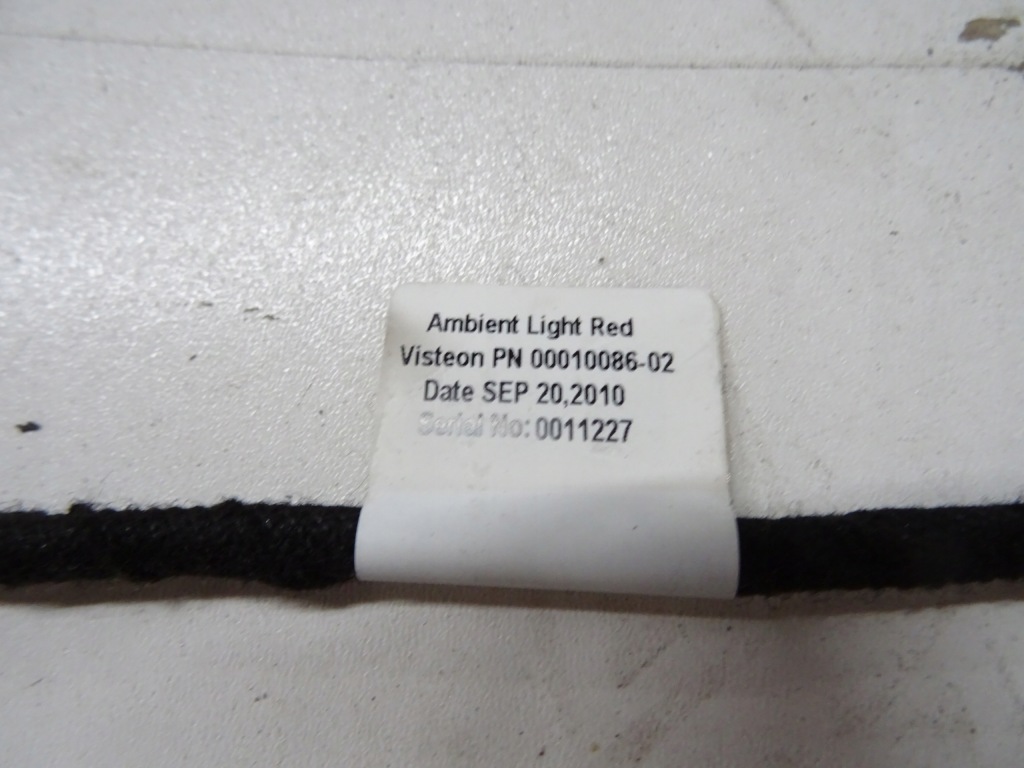 Ambient Light Red
Visteon PN 00010086-02
Date SEP 20,2010
Serial No: 0011227